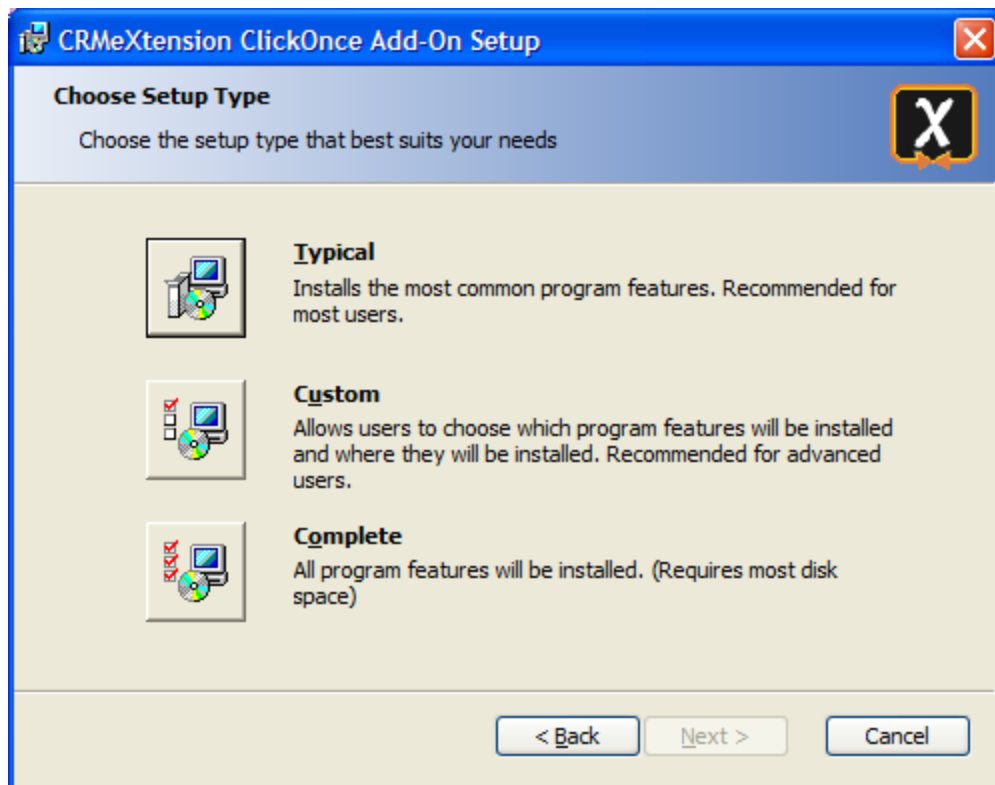 CRMeXtension ClickOnce Add-On Setup
Choose Setup Type
Choose the setup type that best suits your needs
X
Typical
Installs the most common program features. Recommended for
most users.
Custom
Allows users to choose which program features will be installed
and where they will be installed. Recommended for advanced
users.
Complete
All program features will be installed. (Requires most disk
space)
< Back Next > Cancel